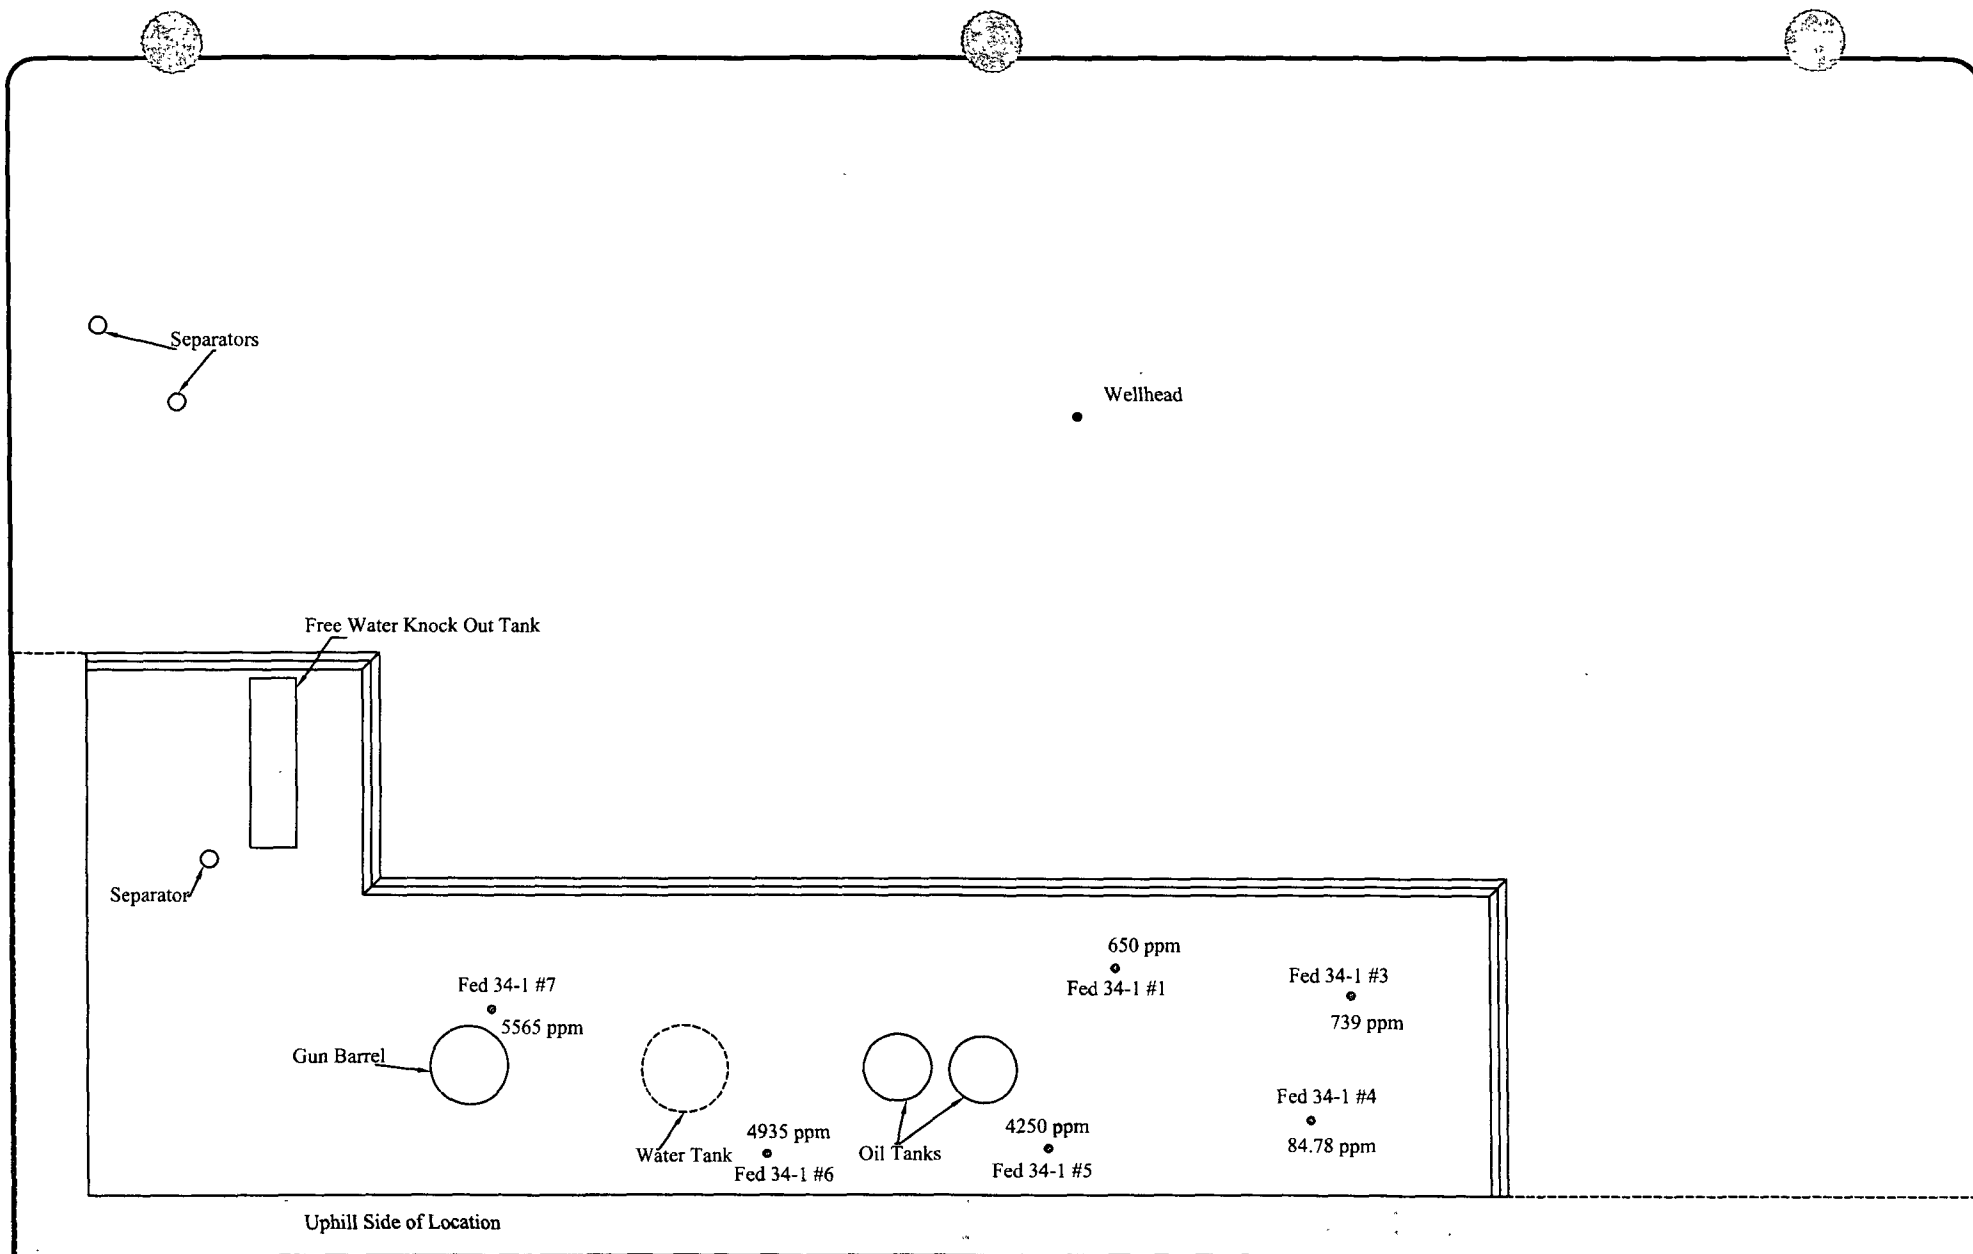 Separators
Wellhead
Free Water Knock Out Tank
Separator
650 ppm
Fed 34-1 #1
Fed 34-1 #3
739 ppm
Fed 34-1 #7
5565 ppm
Gun Barrel
Fed 34-1 #4
84.78 ppm
4935 ppm
Fed 34-1 #6
4250 ppm
Fed 34-1 #5
Water Tank
Oil Tanks
Uphill Side of Location